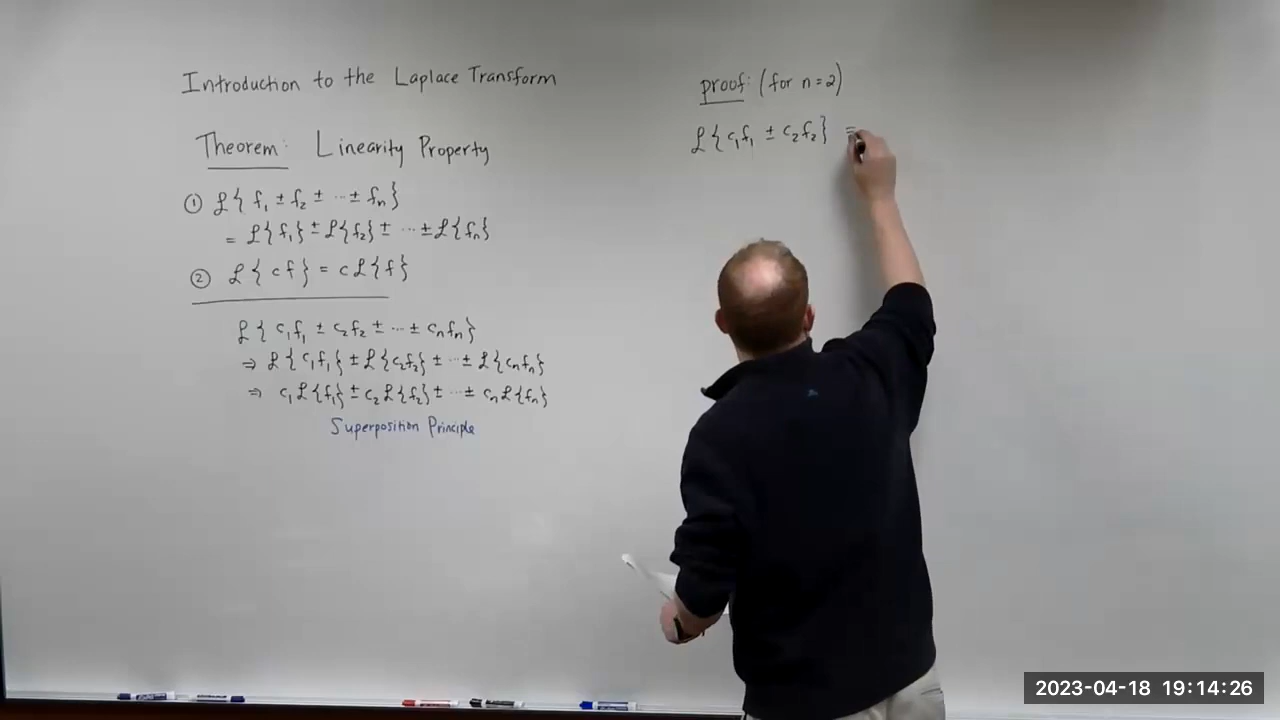 Introduction to the Laplace Transform
Theorem: Linearity Property
① ℒ{ f₁ ± f₂ ± ... ± fₙ}
= ℒ{f₁} ± ℒ{f₂} ± ... ± ℒ{fₙ}
② ℒ{ c f } = c ℒ{f}
ℒ{ c₁f₁ ± c₂f₂ ± ... ± cₙfₙ}
⇒ ℒ{c₁f₁} ± ℒ{c₂f₂} ± ... ± ℒ{cₙfₙ}
⇒ c₁ℒ{f₁} ± c₂ℒ{f₂} ± ... ± cₙℒ{fₙ}
Superposition Principle
proof: (for n=2)
ℒ{c₁f₁ ± c₂f₂} =
2023-04-18 19:14:26